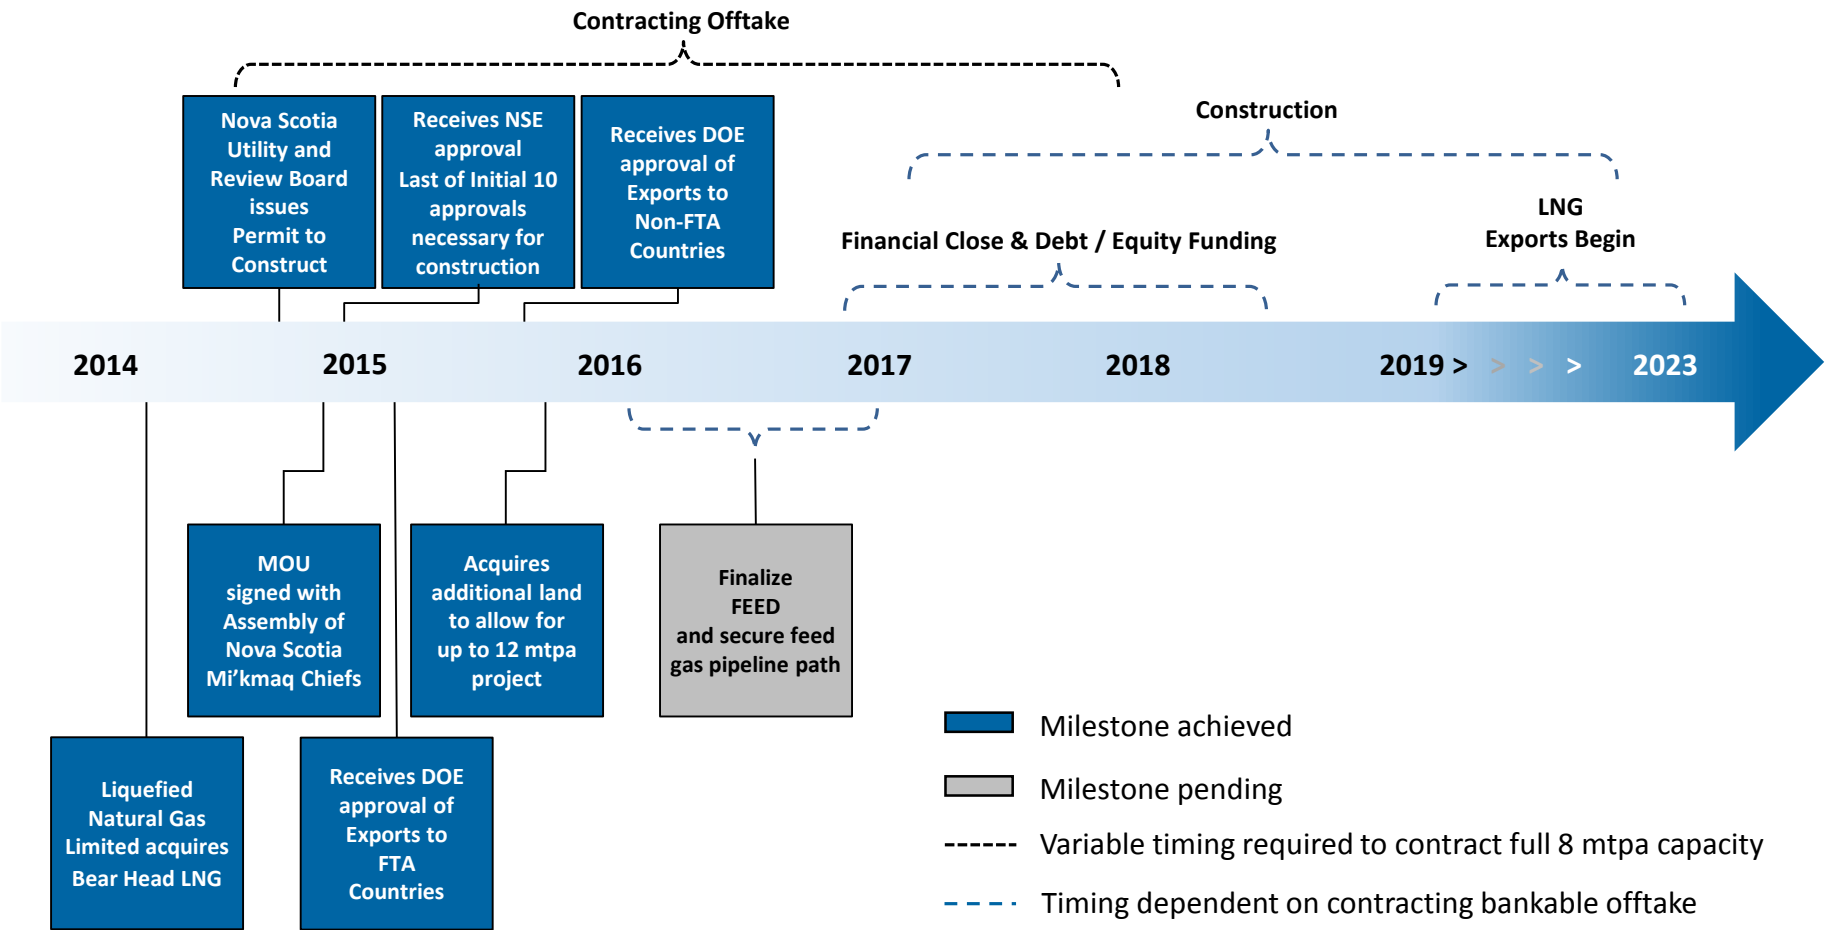 Contracting Offtake
Construction
Nova Scotia
Utility and
Review Board
issues
Permit to
Construct
Receives NSE
approval
Last of Initial 10
approvals
necessary for
construction
Receives DOE
approval of
Exports to
Non-FTA
Countries
Financial Close & Debt / Equity Funding
LNG
Exports Begin
2014
2015
2016
2017
2018
2019 > > > > 2023
MOU
signed with
Assembly of
Nova Scotia
Mi’kmaq Chiefs
Acquires
additional land
to allow for
up to 12 mtpa
project
Finalize
FEED
and secure feed
gas pipeline path
Liquefied
Natural Gas
Limited acquires
Bear Head LNG
Receives DOE
approval of
Exports to
FTA
Countries
Milestone achieved
Milestone pending
Variable timing required to contract full 8 mtpa capacity
Timing dependent on contracting bankable offtake